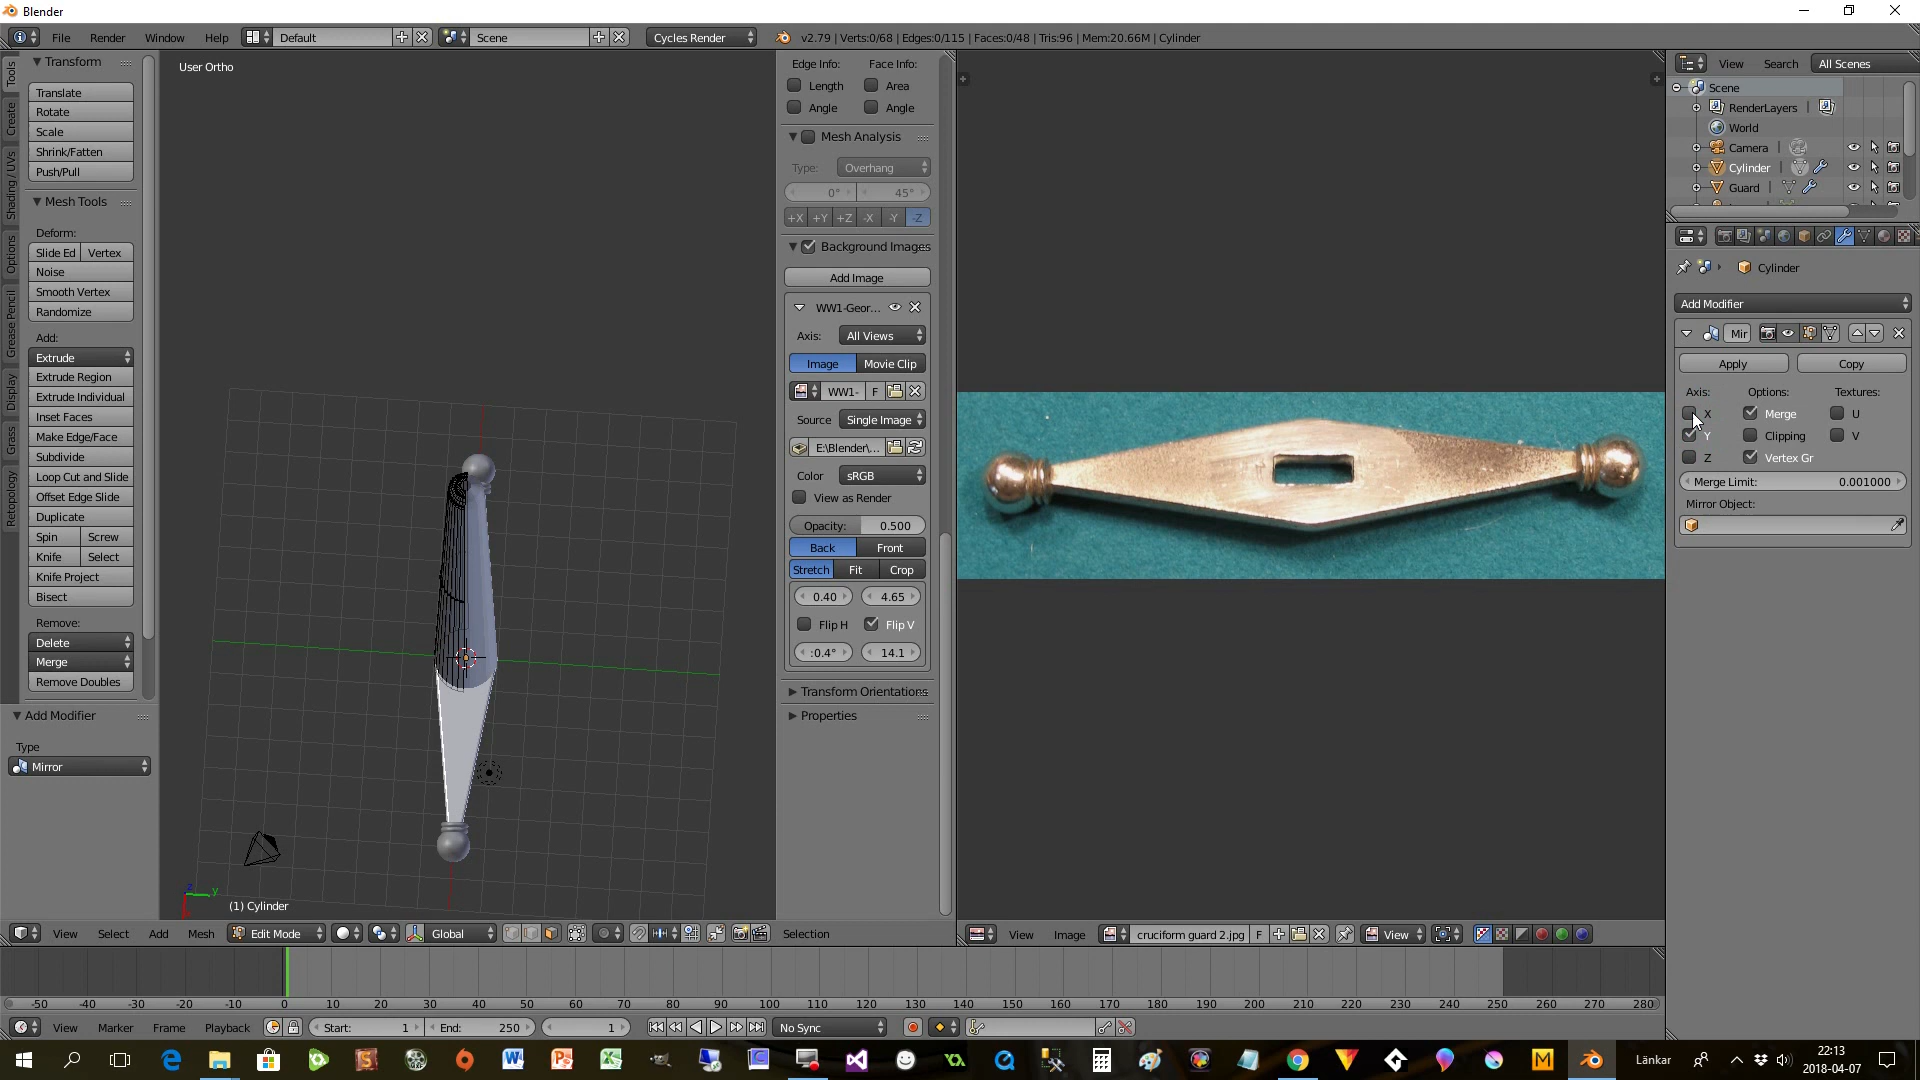 Blender
File Render Window Help Default Scene Cycles Render v2.79 | Verts:0/68 | Edges:0/115 | Faces:0/48 | Tris:96 | Mem:20.66M | Cylinder
Tools
Create
Shading / UVs
Options
Grease Pencil
Display
Grass
Retopology
Transform
Translate
Rotate
Scale
Shrink/Fatten
Push/Pull
Mesh Tools
Deform:
Slide Ed Vertex
Noise
Smooth Vertex
Randomize
Add:
Extrude
Extrude Region
Extrude Individual
Inset Faces
Make Edge/Face
Subdivide
Loop Cut and Slide
Offset Edge Slide
Duplicate
Spin Screw
Knife Select
Knife Project
Bisect
Remove:
Delete
Merge
Remove Doubles
Add Modifier
Type
Mirror
User Ortho
z y
(1) Cylinder
Edge Info: Face Info:
Length Area
Angle Angle
Mesh Analysis
Type: Overhang
0° 45°
+X +Y +Z -X -Y -Z
Background Images
Add Image
WW1-Geor...
Axis: All Views
Image Movie Clip
WW1- F
Source Single Image
E:\Blender\...
Color sRGB
View as Render
Opacity: 0.500
Back Front
Stretch Fit Crop
0.40 4.65
Flip H Flip V
:0.4° 14.1
Transform Orientations
Properties
View Search All Scenes
Scene
RenderLayers |
World
Camera |
Cylinder |
Guard |
Cylinder
Add Modifier
Mir
Apply Copy
Axis: Options: Textures:
X Merge U
Y Clipping V
Z Vertex Gr
Merge Limit: 0.001000
Mirror Object:
View Select Add Mesh Edit Mode Global Selection
View Image cruciform guard 2.jpg F View
-50 -40 -30 -20 -10 0 10 20 30 40 50 60 70 80 90 100 110 120 130 140 150 160 170 180 190 200 210 220 230 240 250 260 270 280
View Marker Frame Playback Start: 1 End: 250 1 No Sync
Länkar 22:13
2018-04-07